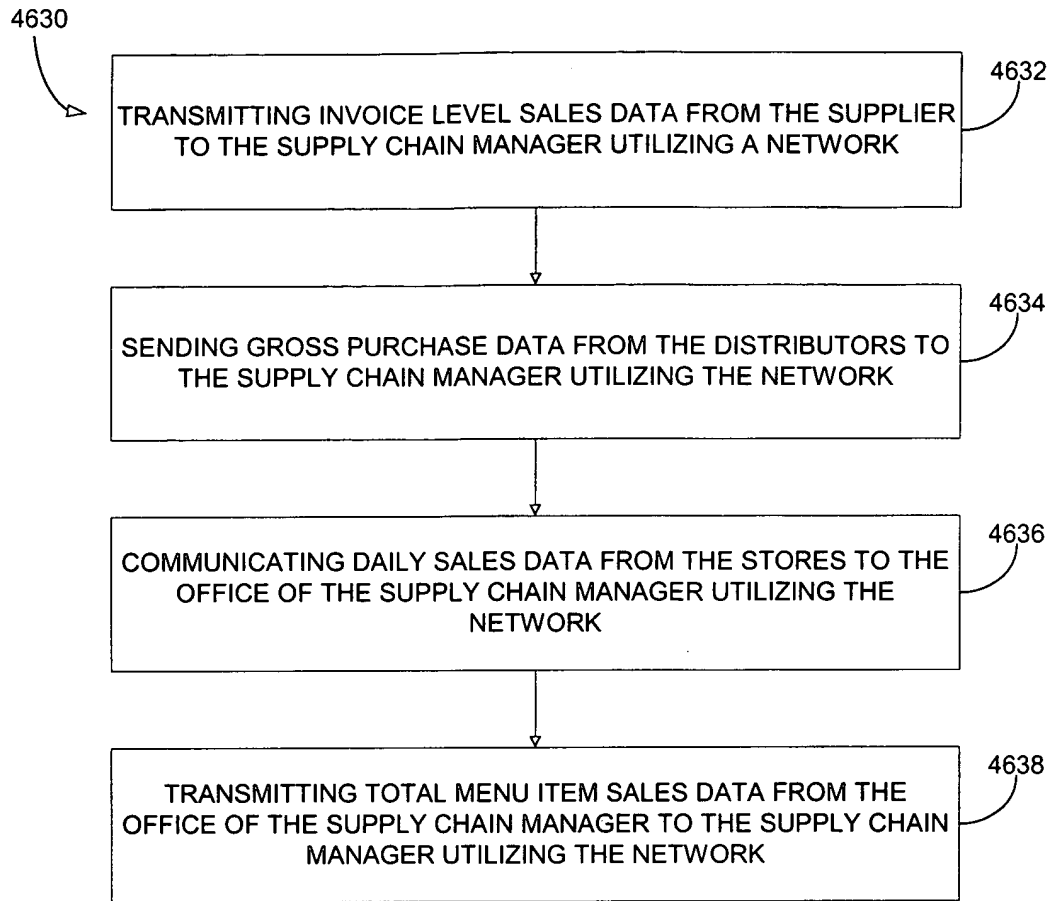 4630
4632
TRANSMITTING INVOICE LEVEL SALES DATA FROM THE SUPPLIER
TO THE SUPPLY CHAIN MANAGER UTILIZING A NETWORK
4634
SENDING GROSS PURCHASE DATA FROM THE DISTRIBUTORS TO
THE SUPPLY CHAIN MANAGER UTILIZING THE NETWORK
4636
COMMUNICATING DAILY SALES DATA FROM THE STORES TO THE
OFFICE OF THE SUPPLY CHAIN MANAGER UTILIZING THE
NETWORK
4638
TRANSMITTING TOTAL MENU ITEM SALES DATA FROM THE
OFFICE OF THE SUPPLY CHAIN MANAGER TO THE SUPPLY CHAIN
MANAGER UTILIZING THE NETWORK